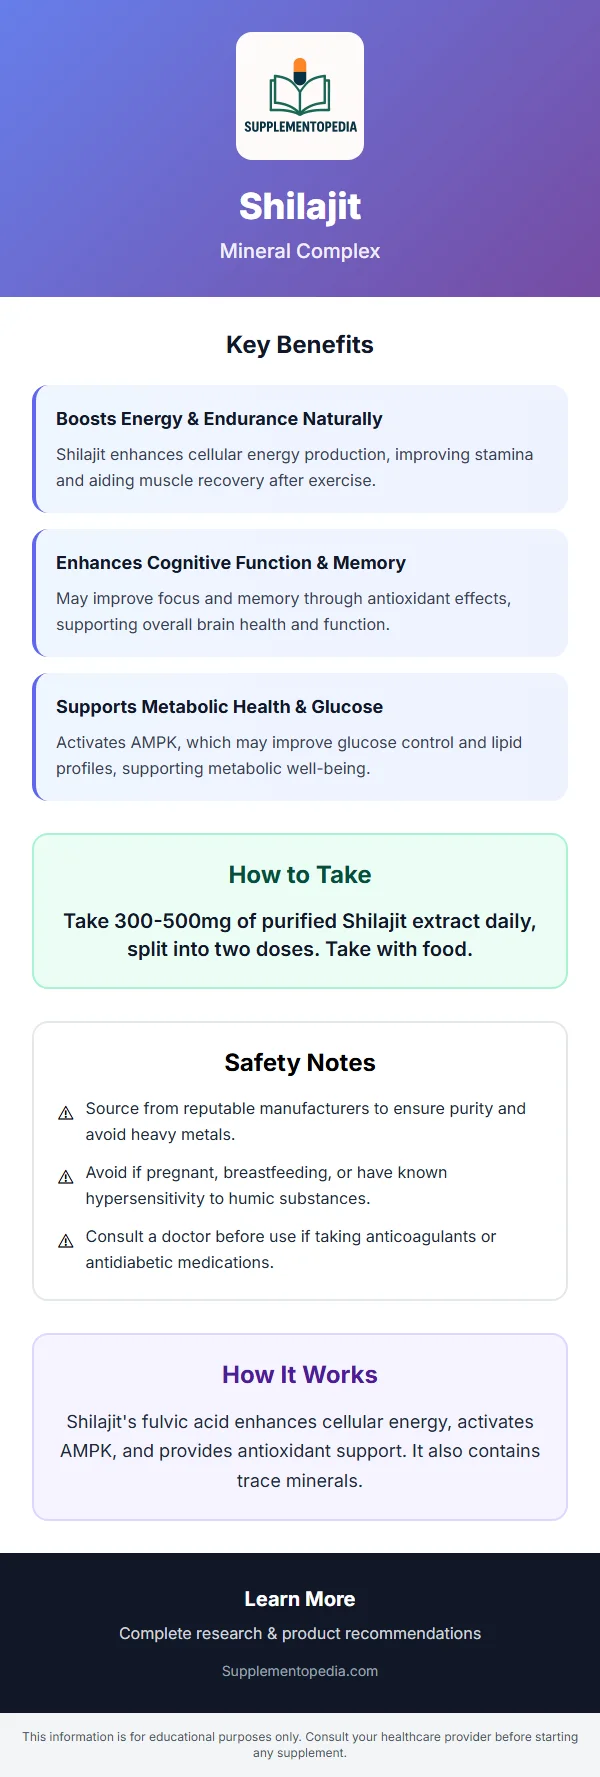 SUPPLEMENTOPEDIA
Shilajit
Mineral Complex
Key Benefits
Boosts Energy & Endurance Naturally
Shilajit enhances cellular energy production, improving stamina
and aiding muscle recovery after exercise.
Enhances Cognitive Function & Memory
May improve focus and memory through antioxidant effects,
supporting overall brain health and function.
Supports Metabolic Health & Glucose
Activates AMPK, which may improve glucose control and lipid
profiles, supporting metabolic well-being.
How to Take
Take 300-500mg of purified Shilajit extract daily,
split into two doses. Take with food.
Safety Notes
Source from reputable manufacturers to ensure purity and
avoid heavy metals.
Avoid if pregnant, breastfeeding, or have known
hypersensitivity to humic substances.
Consult a doctor before use if taking anticoagulants or
antidiabetic medications.
How It Works
Shilajit's fulvic acid enhances cellular energy, activates
AMPK, and provides antioxidant support. It also contains
trace minerals.
Learn More
Complete research & product recommendations
Supplementopedia.com
This information is for educational purposes only. Consult your healthcare provider before starting
any supplement.